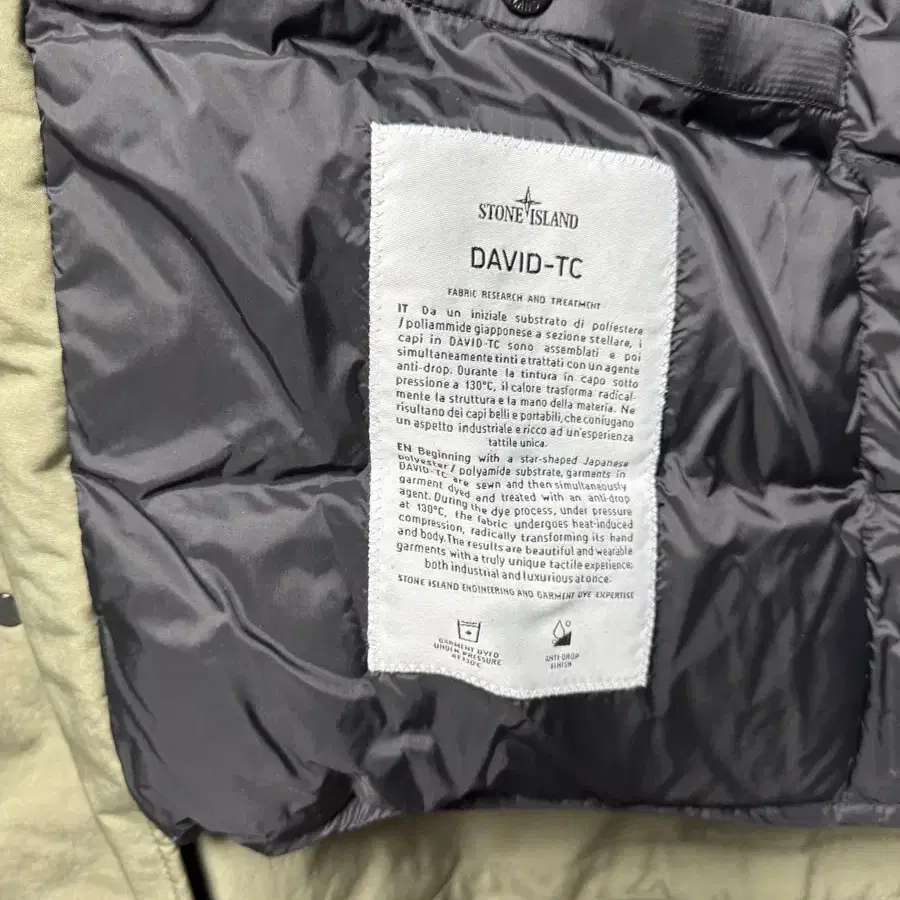 STONE ISLAND
DAVID-TC
FABRIC RESEARCH AND TREATMENT
IT Da un iniziale substrato di poliestere
/poliammide giapponese a sezione stellare, i
capi in DAVID-TC sono assemblati e poi
simultaneamente tinti e trattati con un agente
anti-drop. Durante la tintura in capo sotto
pressione a 130°C, il calore trasforma radical-
mente la struttura e la mano della materia. Ne
risultano dei capi belli e portabili, che coniugano
un aspetto industriale e ricco ad un'esperienza
tattile unica.
EN Beginning with a star-shaped Japanese
polyester / polyamide substrate, garments in
DAVID-TC are sewn and then simultaneously
garment dyed and treated with an anti-drop
agent. During the dye process, under pressure
at 130°C, the fabric undergoes heat-induced
compression, radically transforming its hand
and body. The results are beautiful and wearable
garments with a truly unique tactile experience;
both industrial and luxurious at once.
STONE ISLAND ENGINEERING AND GARMENT DYE EXPERTISE
GARMENT DYED
UNDER PRESSURE
AT 130°C
ANTI-DROP
FINISH